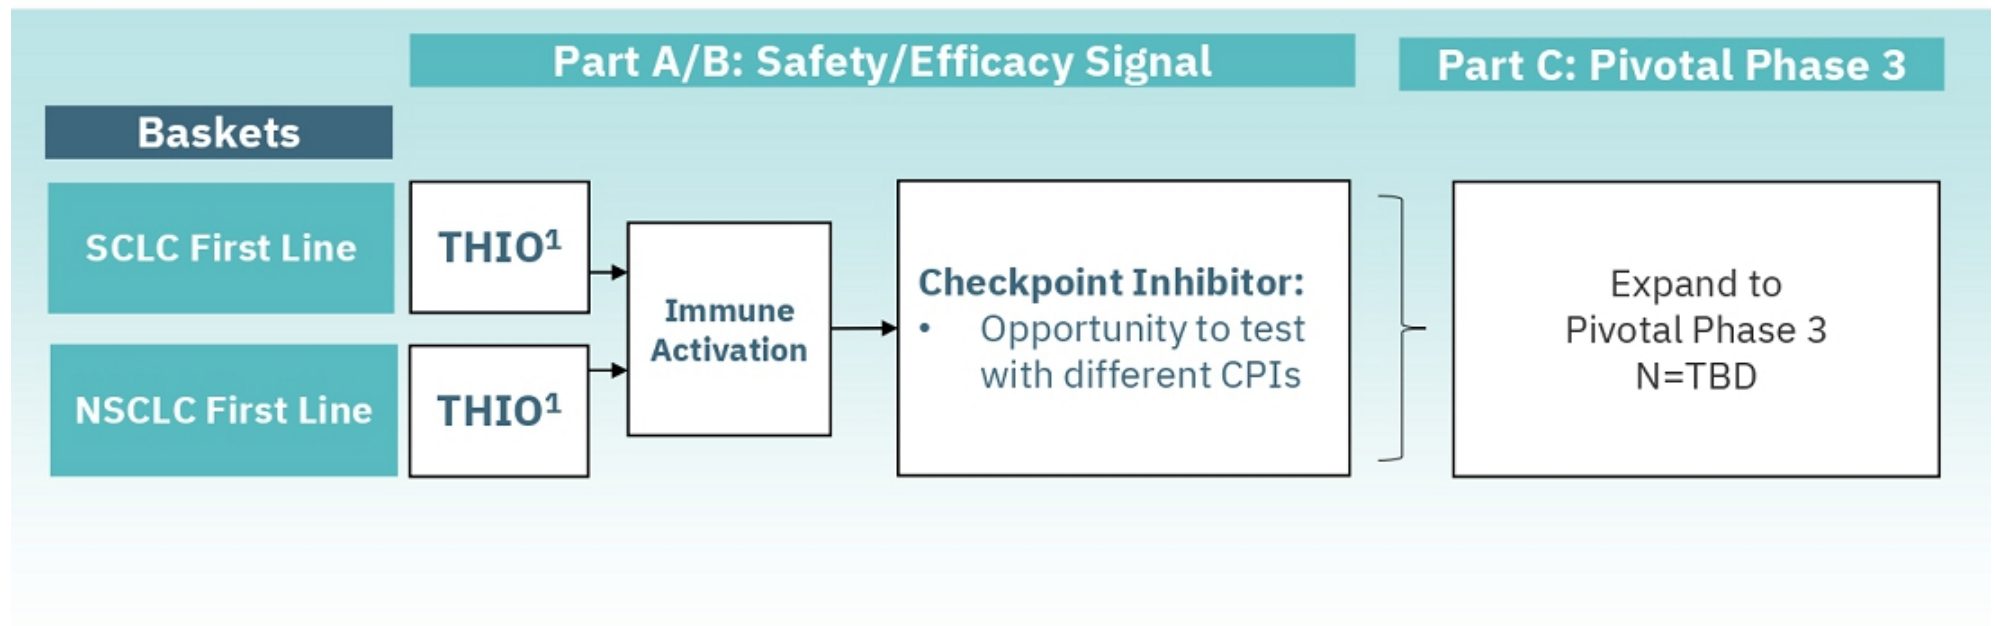 Part A/B: Safety/Efficacy Signal
Part C: Pivotal Phase 3
Baskets
SCLC First Line
THIO¹
NSCLC First Line
THIO¹
Immune
Activation
Checkpoint Inhibitor:
• Opportunity to test
with different CPIs
Expand to
Pivotal Phase 3
N=TBD